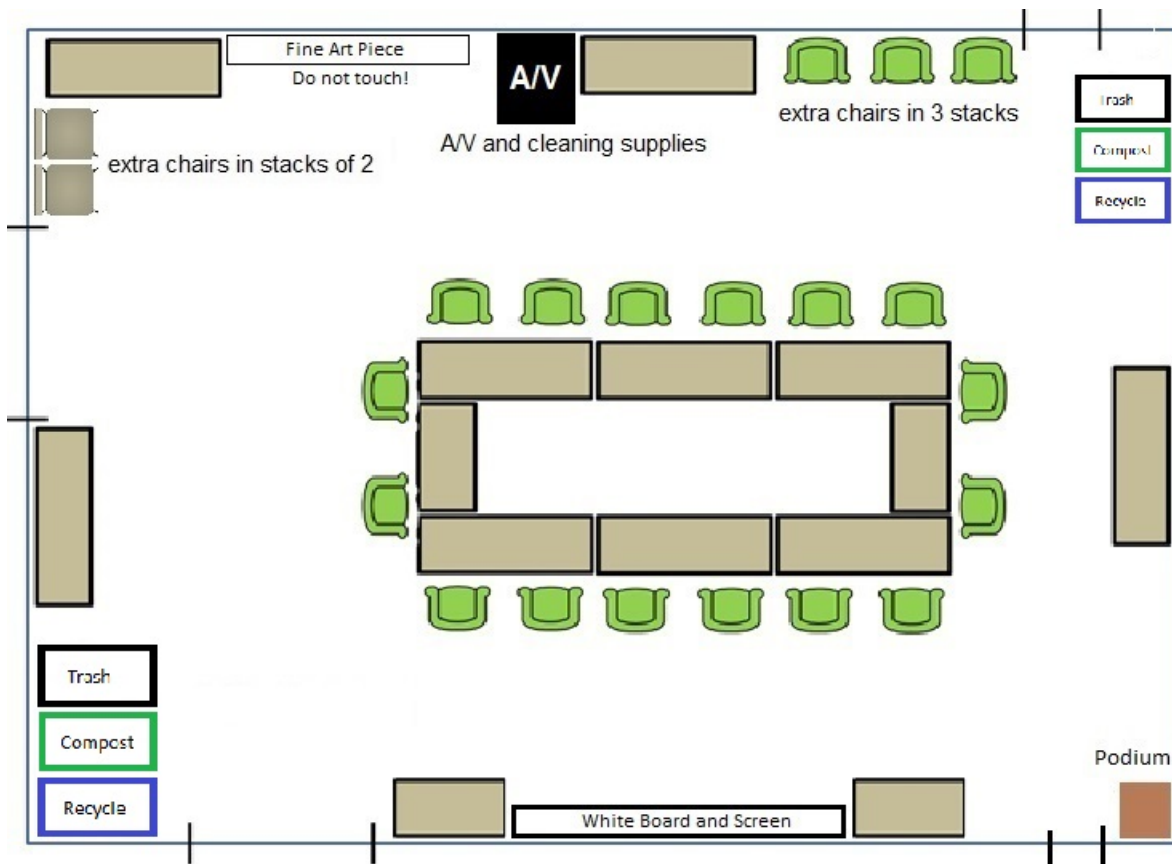 Fine Art Piece
Do not touch!
A/V
A/V and cleaning supplies
extra chairs in 3 stacks
Trash
Compost
Recycle
extra chairs in stacks of 2
Trash
Compost
Recycle
Podium
White Board and Screen